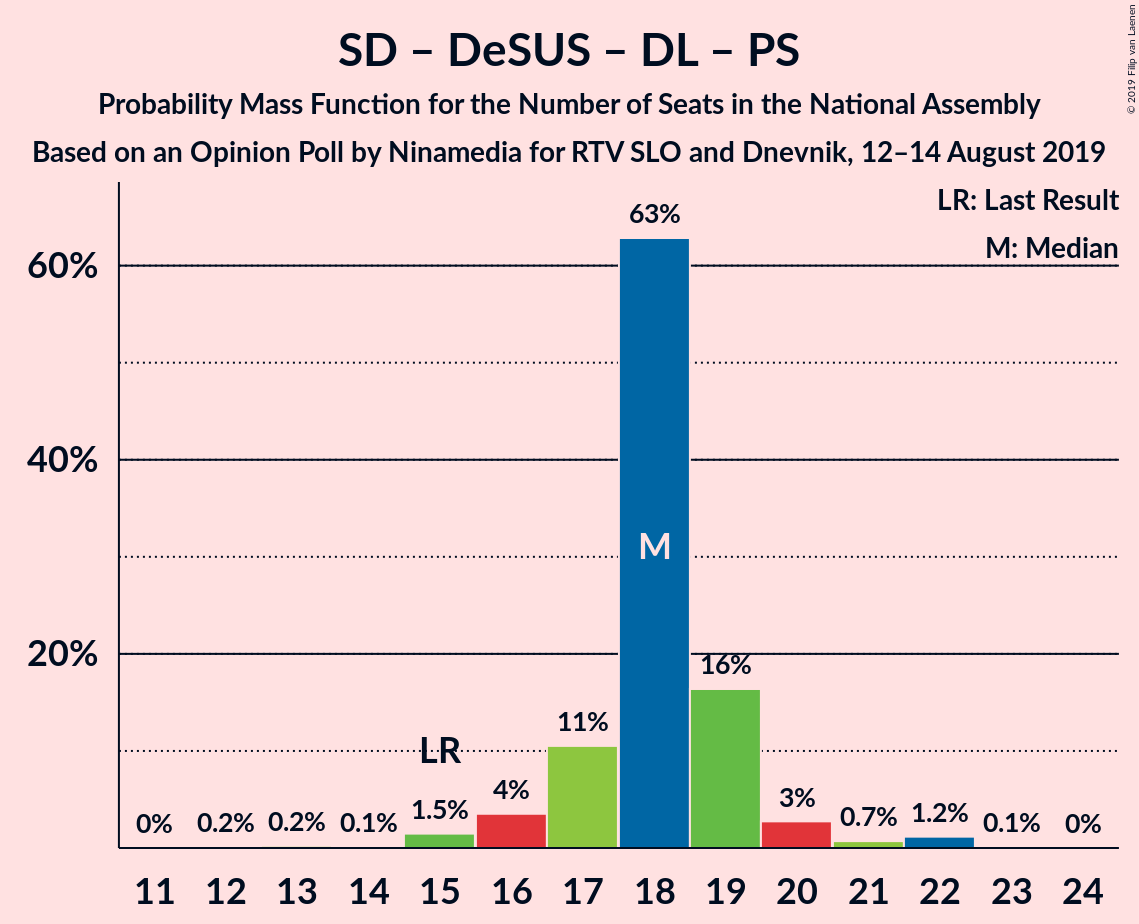 SD – DeSUS – DL – PS
Probability Mass Function for the Number of Seats in the National Assembly
Based on an Opinion Poll by Ninamedia for RTV SLO and Dnevnik, 12–14 August 2019
© 2019 Filip van Laenen
LR: Last Result
M: Median
60%
40%
20%
63%
M
16%
11%
LR
0% 0.2% 0.2% 0.1% 1.5% 4% 3% 0.7% 1.2% 0.1% 0%
11 12 13 14 15 16 17 18 19 20 21 22 23 24